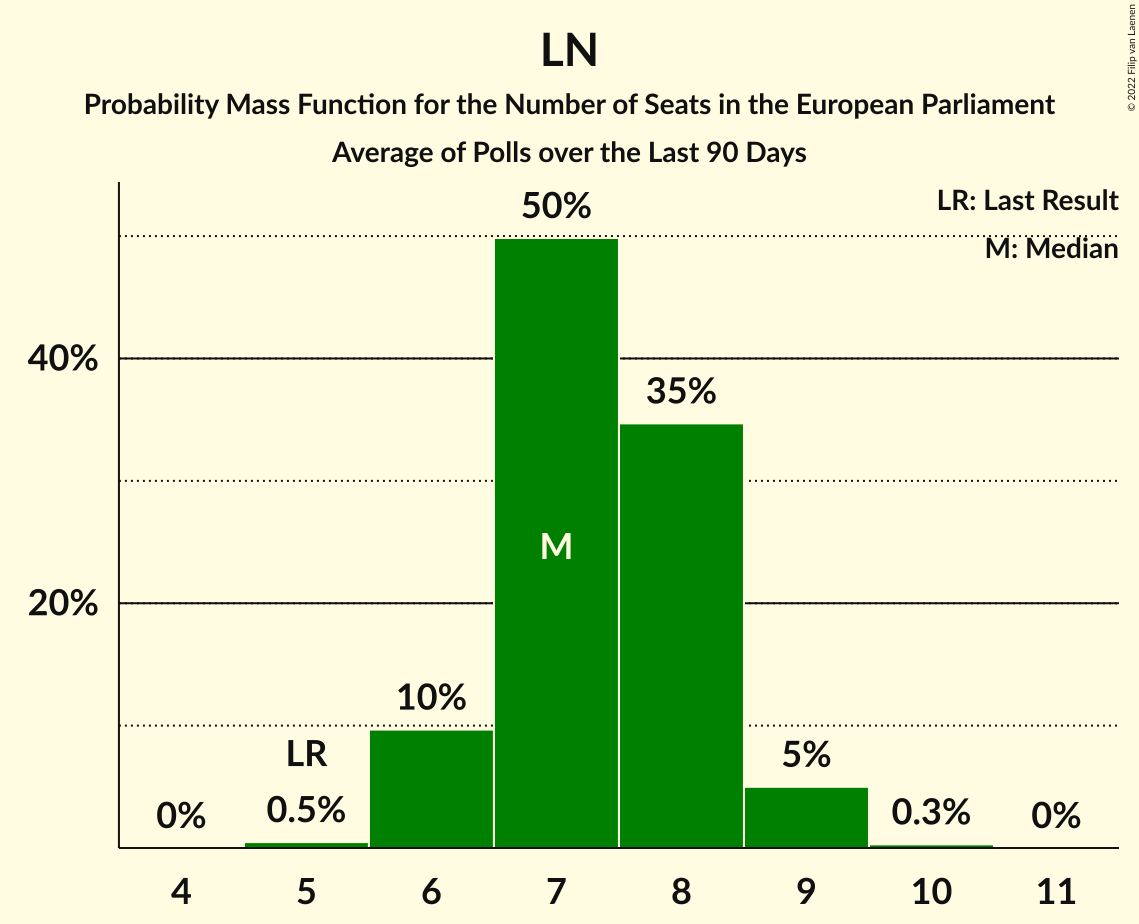 LN
Probability Mass Function for the Number of Seats in the European Parliament
Average of Polls over the Last 90 Days
© 2022 Filip van Laenen
LR: Last Result
M: Median
50%
40%
35%
M
20%
10%
LR
5%
0%
0.5%
0.3%
0%
4 5 6 7 8 9 10 11